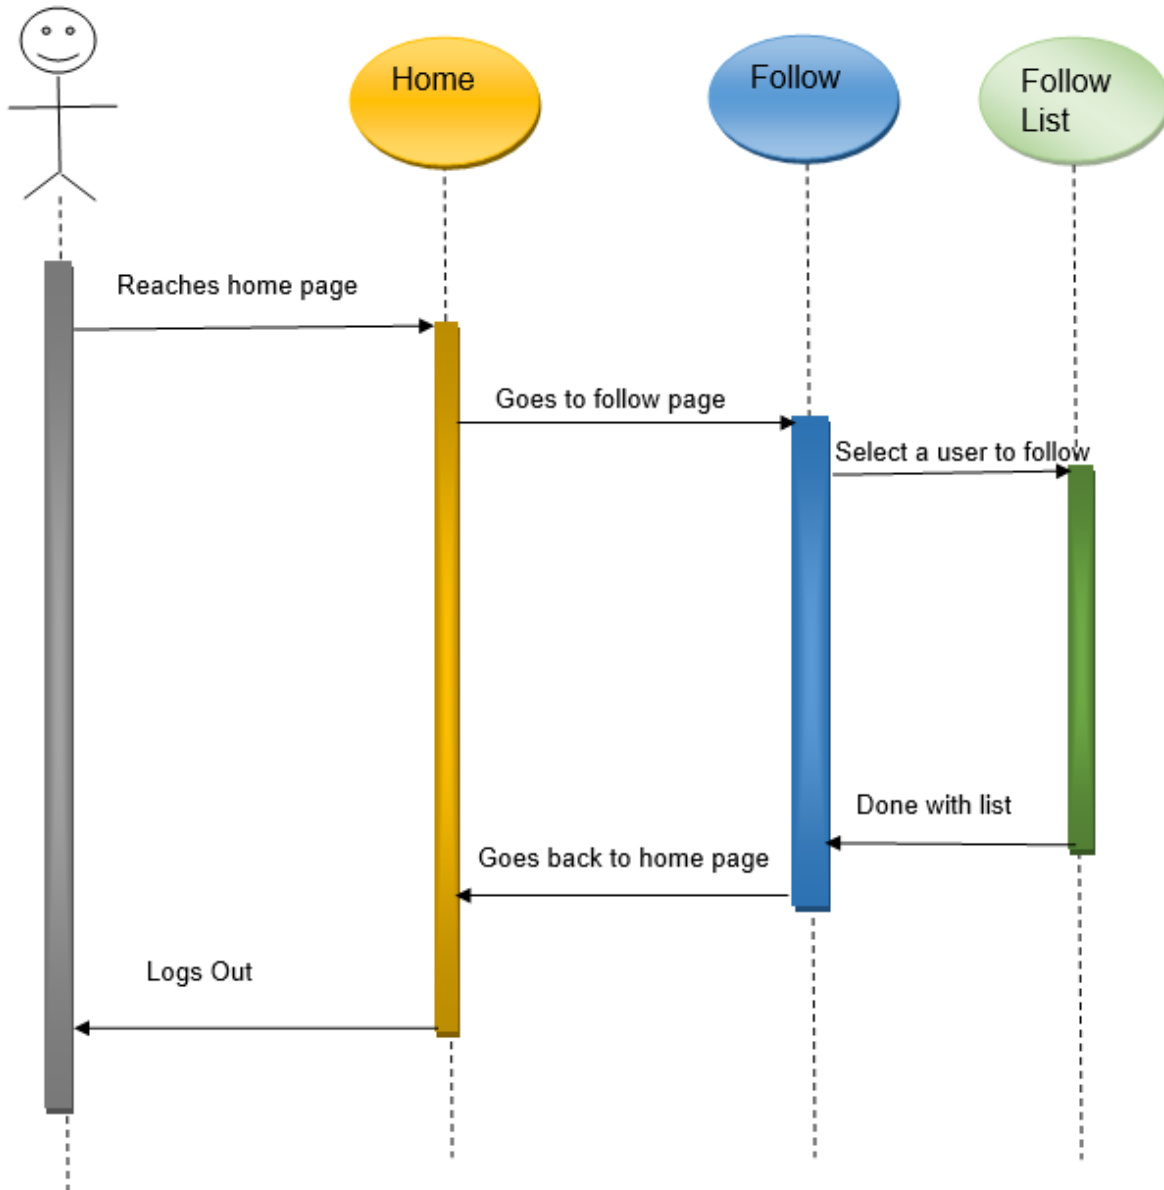 Home
Follow
Follow
List
Reaches home page
Goes to follow page
Select a user to follow
Done with list
Goes back to home page
Logs Out